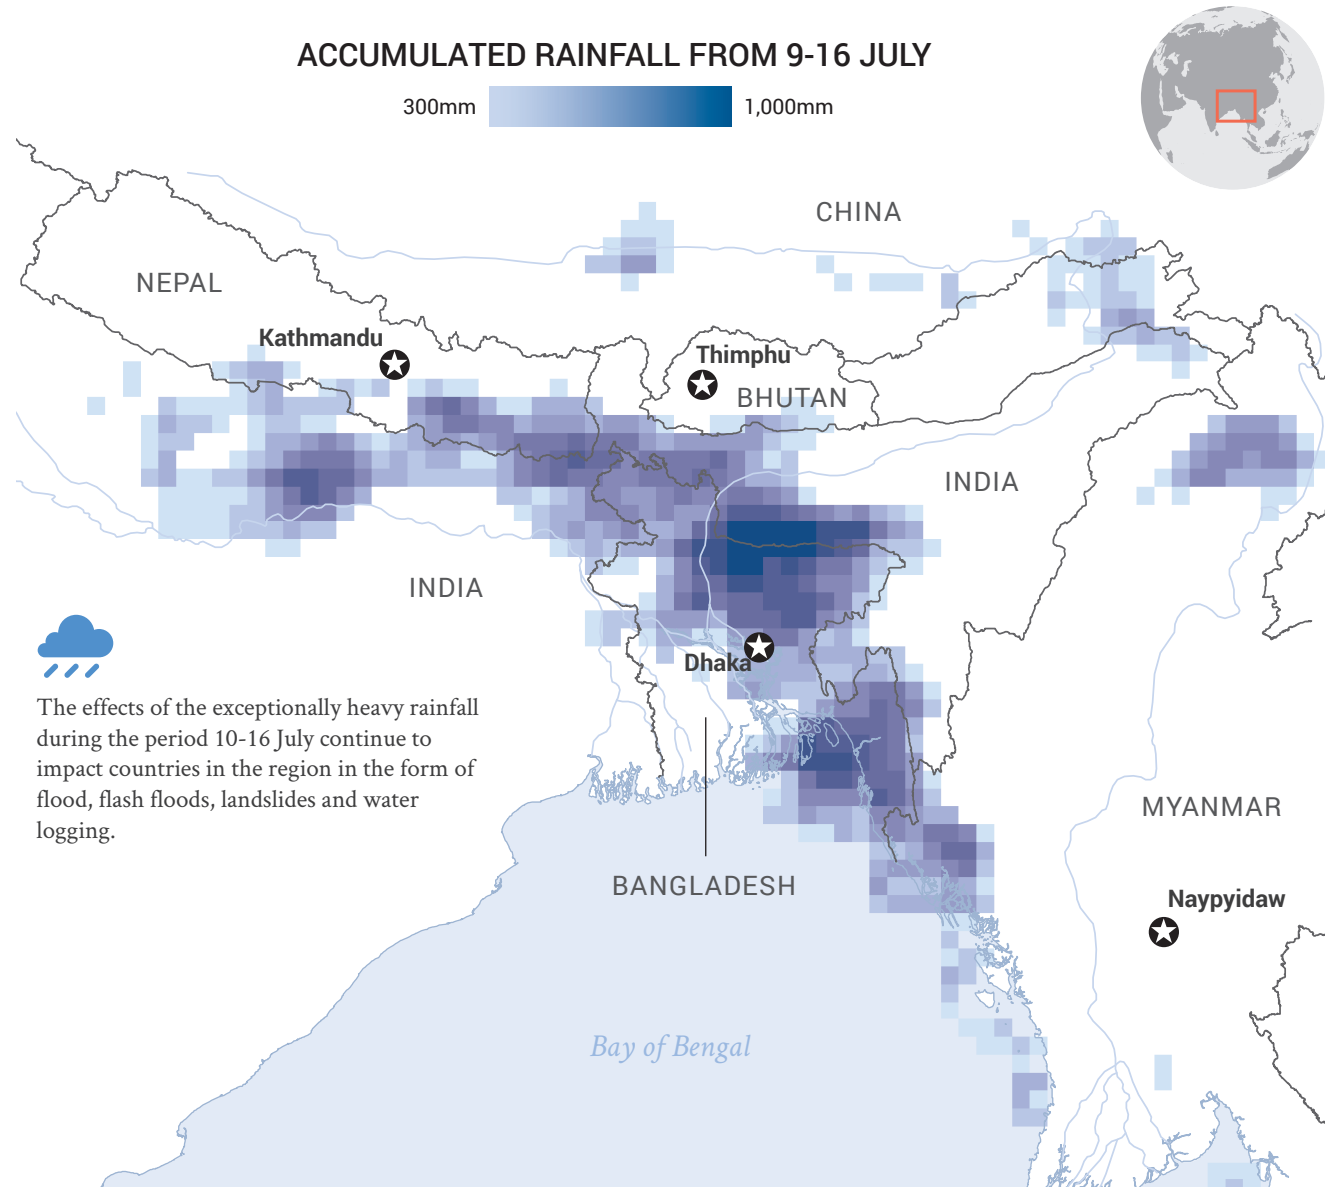 ACCUMULATED RAINFALL FROM 9-16 JULY
300mm
1,000mm
CHINA
NEPAL
Kathmandu
Thimphu
BHUTAN
INDIA
INDIA
Dhaka
The effects of the exceptionally heavy rainfall
during the period 10-16 July continue to
impact countries in the region in the form of
flood, flash floods, landslides and water
logging.
MYANMAR
BANGLADESH
Naypyidaw
Bay of Bengal